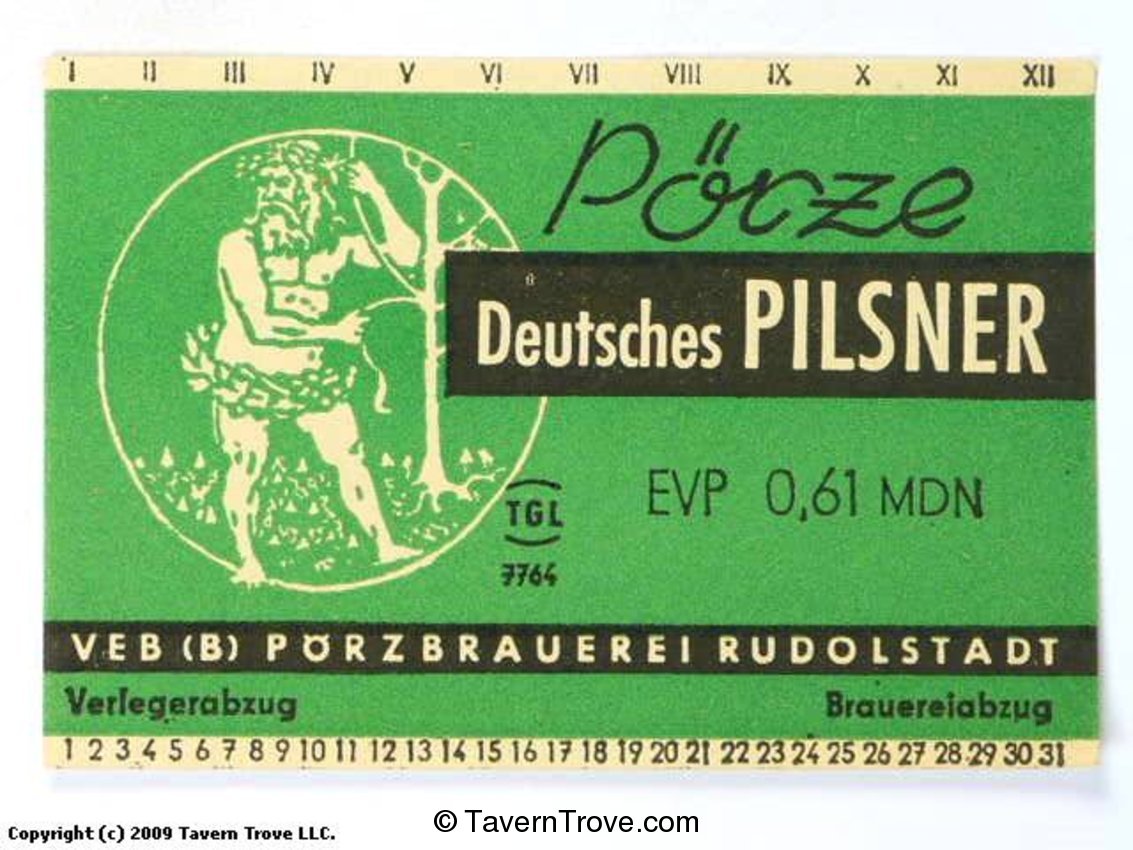 I II III IV V VI VII VIII IX X XI XII
Pörze
Deutsches PILSNER
EVP 0,61 MDN
TGL
7764
VEB (B) PÖRZBRAUEREI RUDOLSTADT
Verlegerabzug Brauereiabzug
1 2 3 4 5 6 7 8 9 10 11 12 13 14 15 16 17 18 19 20 21 22 23 24 25 26 27 28 29 30 31
© TavernTrove.com
Copyright (c) 2009 Tavern Trove LLC.